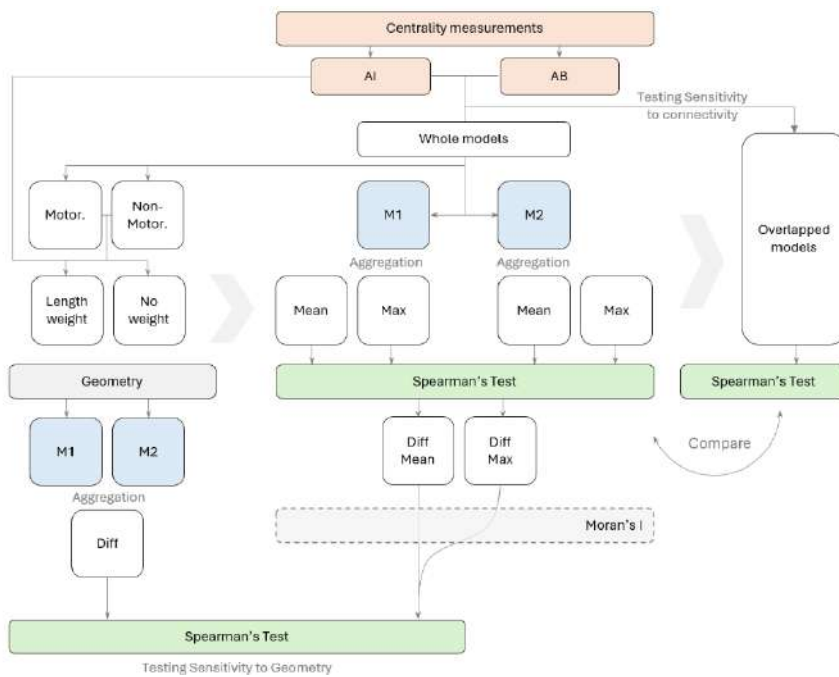 Centrality measurements
AI
AB
Testing Sensitivity
to connectivity
Whole models
Motor.
Non-
Motor.
M1
M2
Overlapped
models
Aggregation
Aggregation
Length
weight
No
weight
Mean
Max
Mean
Max
Geometry
Spearman's Test
Spearman's Test
M1
M2
Diff
Mean
Diff
Max
Compare
Aggregation
Moran's I
Diff
Spearman's Test
Testing Sensitivity to Geometry